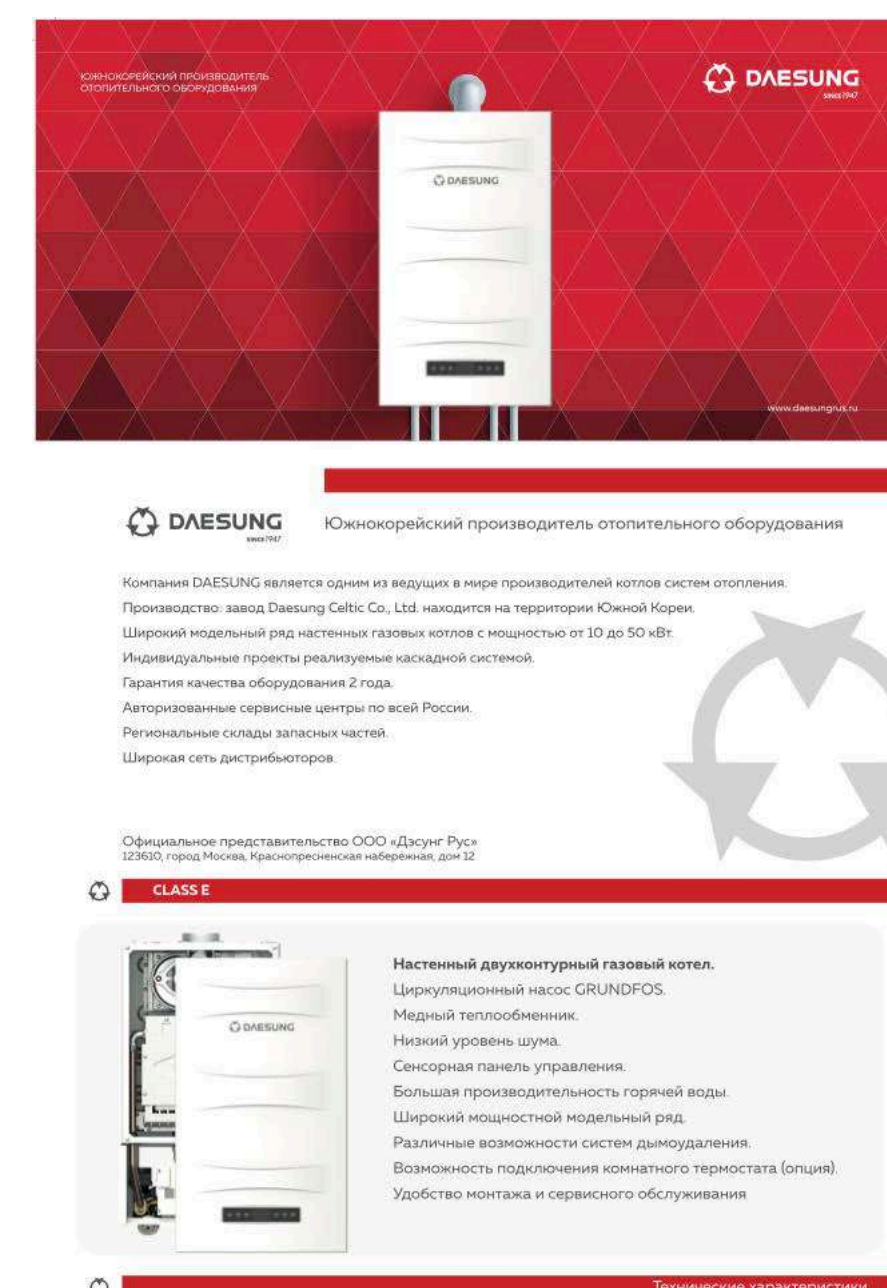 ЮЖНОКОРЕЙСКИЙ ПРОИЗВОДИТЕЛЬ
ОТОПИТЕЛЬНОГО ОБОРУДОВАНИЯ
DAESUNG
SINCE 1947
DAESUNG
www.daesungrus.ru
DAESUNG
SINCE 1947
Южнокорейский производитель отопительного оборудования
Компания DAESUNG является одним из ведущих в мире производителей котлов систем отопления.
Производство: завод Daesung Celtic Co., Ltd. находится на территории Южной Кореи.
Широкий модельный ряд настенных газовых котлов с мощностью от 10 до 50 кВт.
Индивидуальные проекты реализуемые каскадной системой.
Гарантия качества оборудования 2 года.
Авторизованные сервисные центры по всей России.
Региональные склады запасных частей.
Широкая сеть дистрибьюторов.
Официальное представительство ООО «Дэсунг Рус»
123610, город Москва, Краснопресненская набережная, дом 12
CLASS E
DAESUNG
Настенный двухконтурный газовый котел.
Циркуляционный насос GRUNDFOS.
Медный теплообменник.
Низкий уровень шума.
Сенсорная панель управления.
Большая производительность горячей воды.
Широкий мощностной модельный ряд.
Различные возможности систем дымоудаления.
Возможность подключения комнатного термостата (опция).
Удобство монтажа и сервисного обслуживания
Технические характеристики